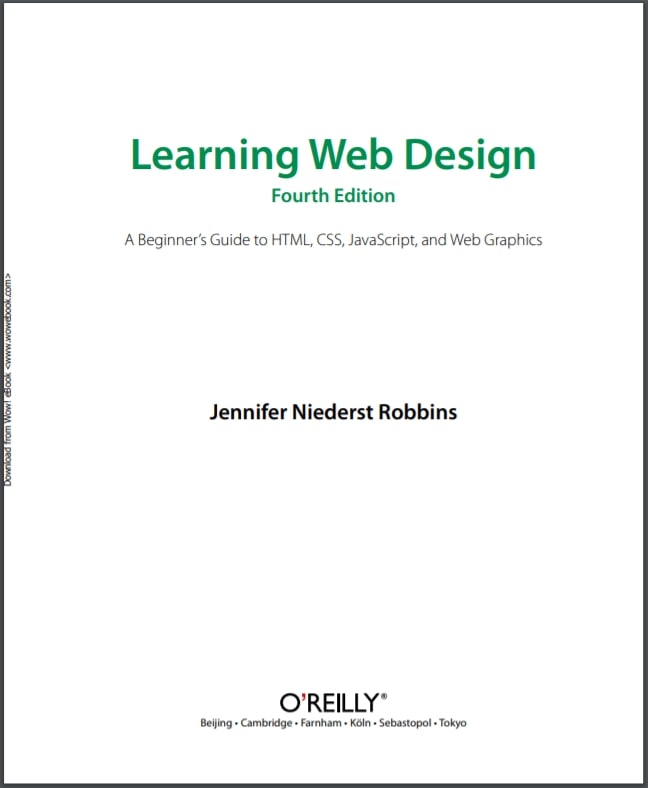 Learning Web Design
Fourth Edition
A Beginner’s Guide to HTML, CSS, JavaScript, and Web Graphics
Download from Wow! eBook <www.wowebook.com>
Jennifer Niederst Robbins
O’REILLY®
Beijing • Cambridge • Farnham • Köln • Sebastopol • Tokyo